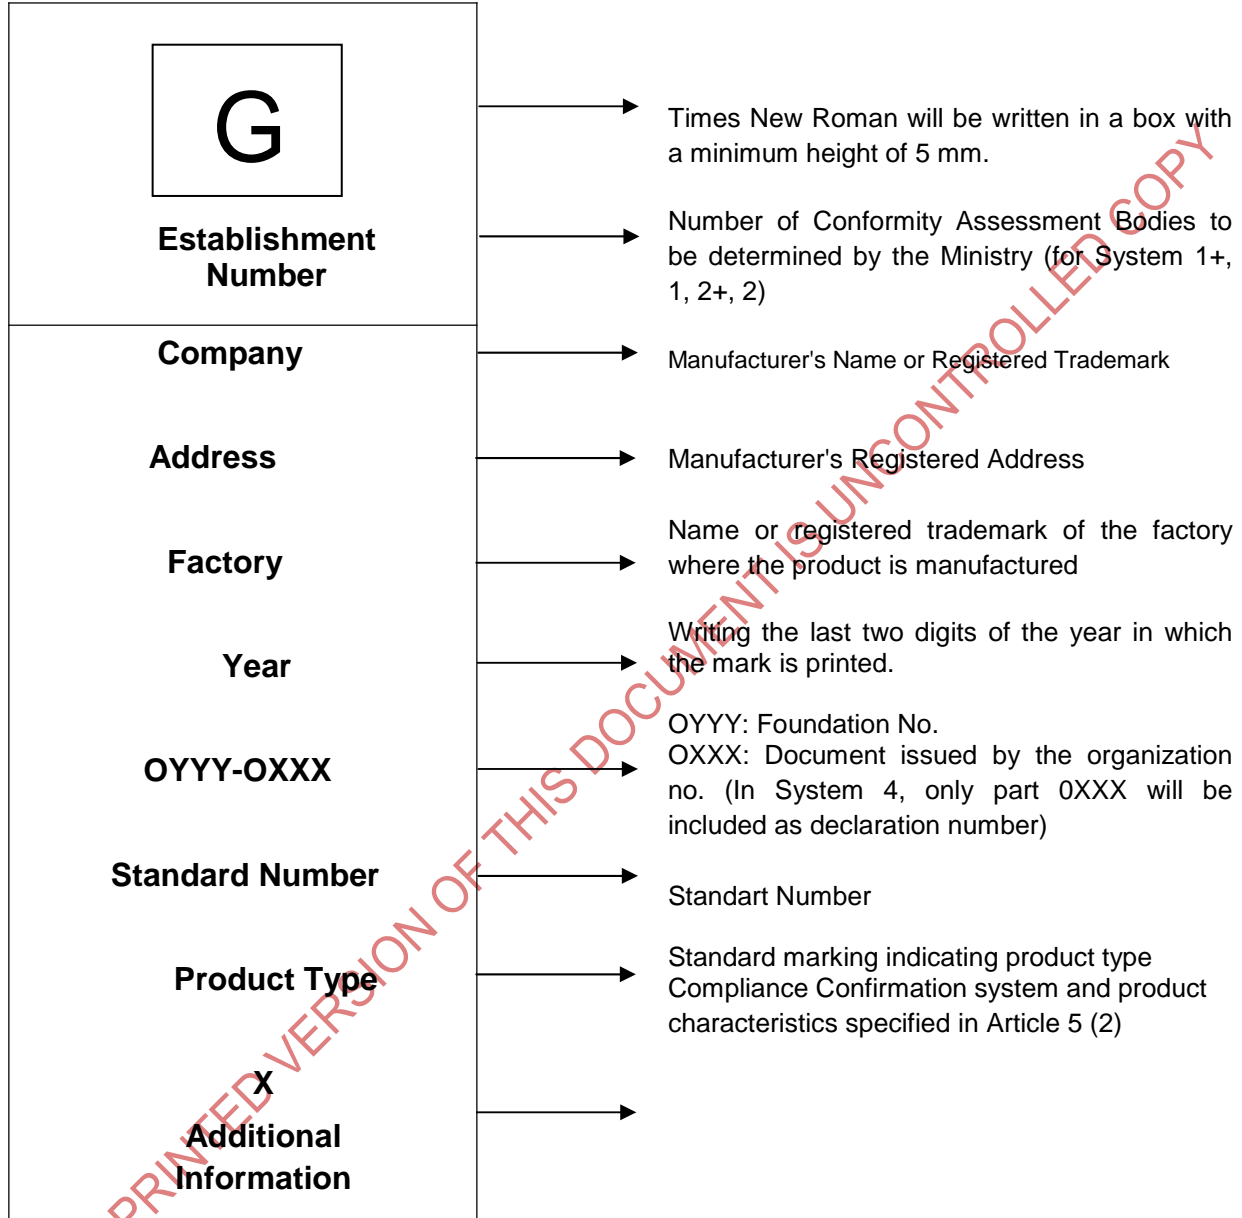 G
Times New Roman will be written in a box with
a minimum height of 5 mm.
Establishment
Number
Number of Conformity Assessment Bodies to
be determined by the Ministry (for System 1+,
1, 2+, 2)
Company
Manufacturer's Name or Registered Trademark
Address
Manufacturer's Registered Address
Factory
Name or registered trademark of the factory
where the product is manufactured
Year
Writing the last two digits of the year in which
the mark is printed.
OYYY-OXXX
OYYY: Foundation No.
OXXX: Document issued by the organization
no. (In System 4, only part 0XXX will be
included as declaration number)
Standard Number
Standart Number
Product Type
Standard marking indicating product type
Compliance Confirmation system and product
characteristics specified in Article 5 (2)
X
Additional
Information
PRINTED VERSION OF THIS DOCUMENT IS UNCONTROLLED COPY